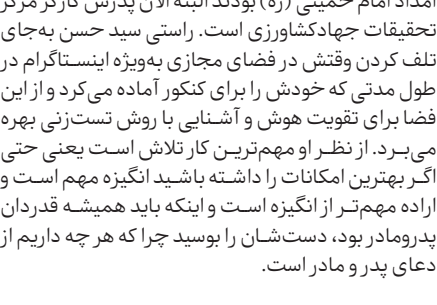 امداد امام خمینی (ره) بودند البته الان پدرش کارگر مرکز
تحقیقات جهادکشاورزی است. راستی سید حسن به‌جای
تلف کردن وقتش در فضای مجازی به‌ویژه اینستاگرام در
طول مدتی که خودش را برای کنکور آماده می‌کرد و از این
فضا برای تقویت هوش و آشنایی با روش تست‌زنی بهره
می‌برد. از نظر او مهم‌ترین کار تلاش است یعنی حتی
اگر بهترین امکانات را داشته باشید انگیزه مهم است و
اراده مهم‌تر از انگیزه است و اینکه باید همیشه قدردان
پدرومادر بود، دست‌شان را بوسید چرا که هر چه داریم از
دعای پدر و مادر است.